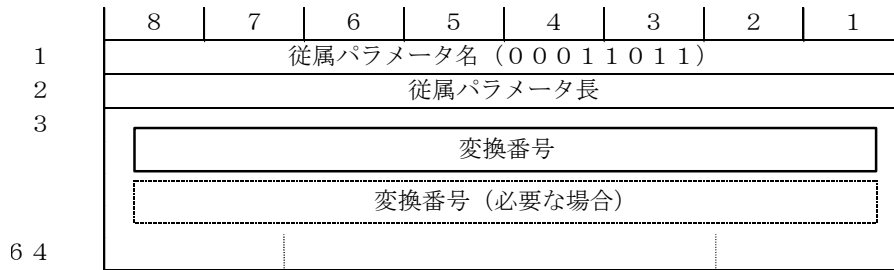 ８ ７ ６ ５ ４ ３ ２ １
１ 従属パラメータ名（０００１１０１１）
２ 従属パラメータ長
３
変換番号
変換番号（必要な場合）
６４